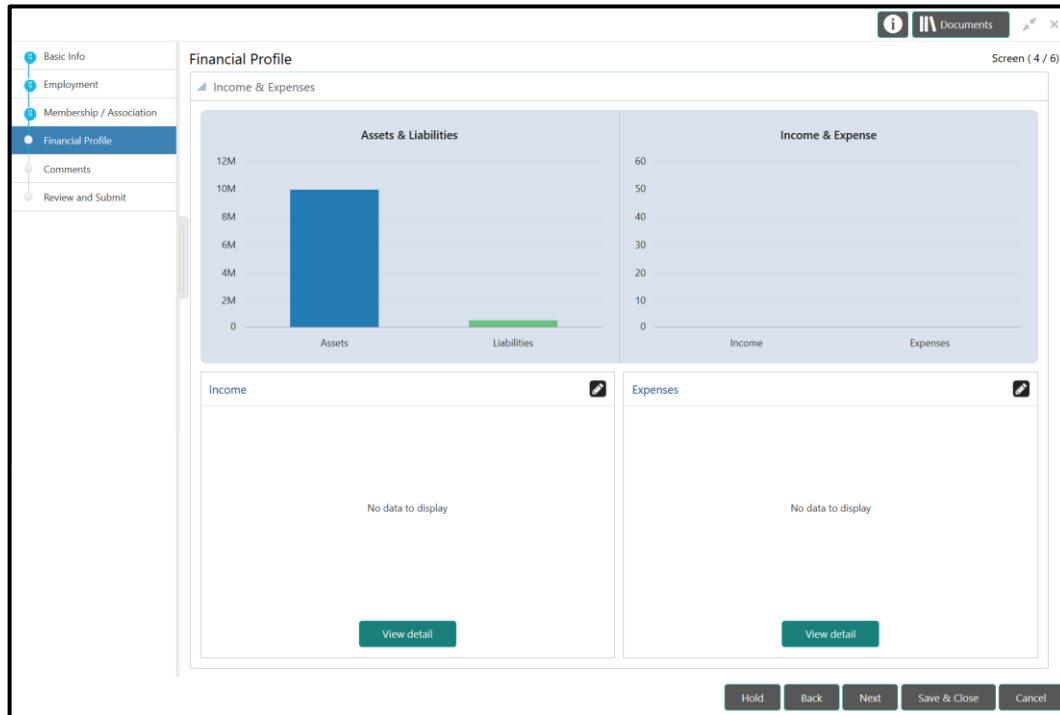 Documents
Basic Info
Employment
Membership / Association
Financial Profile
Comments
Review and Submit
Financial Profile
Screen ( 4 / 6)
Income & Expenses
Assets & Liabilities
12M
10M
8M
6M
4M
2M
0
Assets Liabilities
Income & Expense
60
50
40
30
20
10
0
Income Expenses
Income
No data to display
View detail
Expenses
No data to display
View detail
Hold Back Next Save & Close Cancel